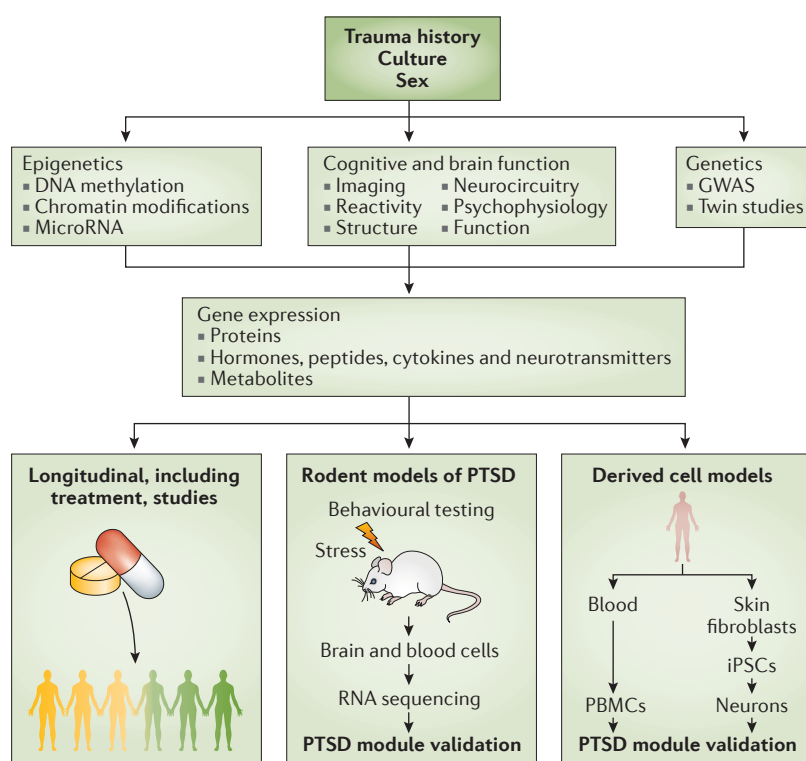 Trauma history
Culture
Sex
Epigenetics
▪ DNA methylation
▪ Chromatin modifications
▪ MicroRNA
Cognitive and brain function
▪ Imaging ▪ Neurocircuitry
▪ Reactivity ▪ Psychophysiology
▪ Structure ▪ Function
Genetics
▪ GWAS
▪ Twin studies
Gene expression
▪ Proteins
▪ Hormones, peptides, cytokines and neurotransmitters
▪ Metabolites
Longitudinal, including
treatment, studies
Rodent models of PTSD
Behavioural testing
Stress
Brain and blood cells
RNA sequencing
PTSD module validation
Derived cell models
Blood
PBMCs
Skin
fibroblasts
iPSCs
Neurons
PTSD module validation